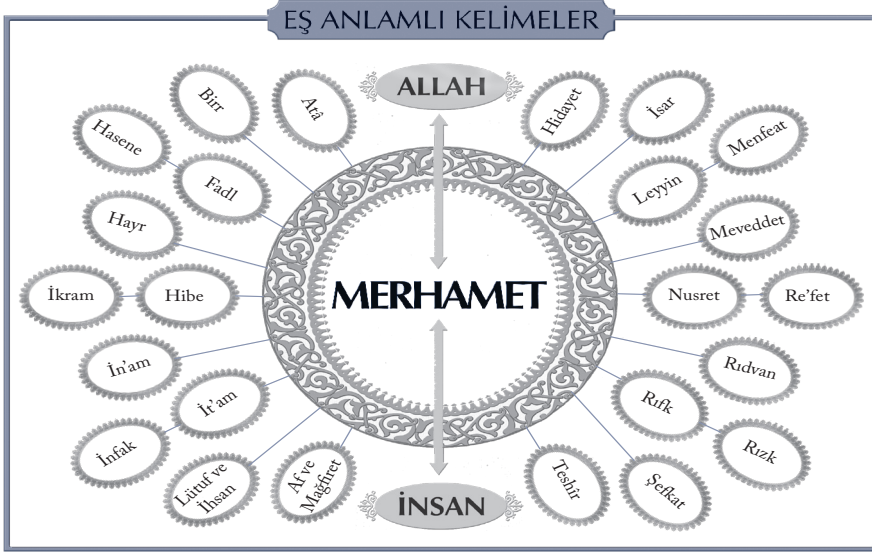 EŞ ANLAMLI KELİMELER
ALLAH
Atâ
Birr
Hasene
Fadl
Hayr
İkram
Hibe
İn'am
İt'am
İnfak
Lütuf ve
İhsan
Af ve
Mağfiret
MERHAMET
Hidayet
İsar
Menfeat
Leyyin
Meveddet
Nusret
Re'fet
Rıdvan
Rıfk
Rızk
Şefkat
Teshîr
İNSAN